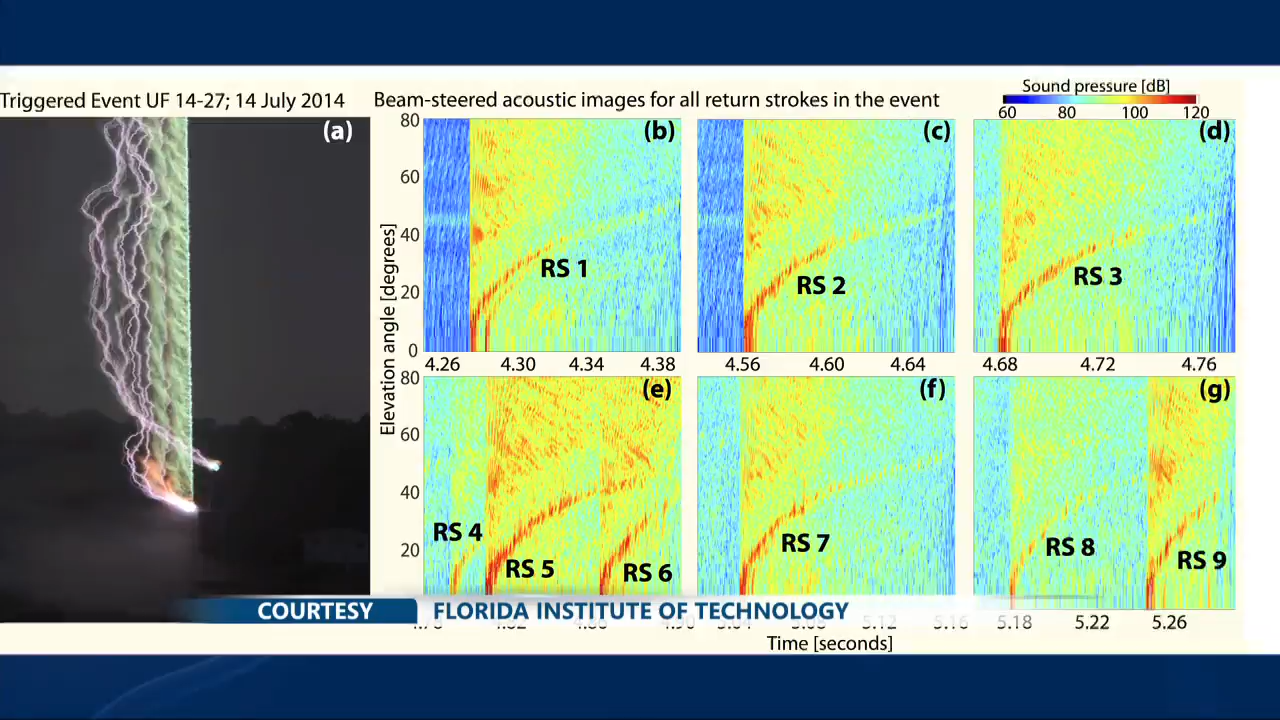 Triggered Event UF 14-27; 14 July 2014
Beam-steered acoustic images for all return strokes in the event
Sound pressure [dB]
60 80 100 120
(a)
(b)
(c)
(d)
Elevation angle [degrees]
80
60
40
20
0
RS 1
RS 2
RS 3
4.26 4.30 4.34 4.38
4.56 4.60 4.64
4.68 4.72 4.76
80
60
40
20
(e)
(f)
(g)
RS 4
RS 5
RS 6
RS 7
RS 8
RS 9
COURTESY
FLORIDA INSTITUTE OF TECHNOLOGY
5.12 5.16
5.18 5.22 5.26
Time [seconds]